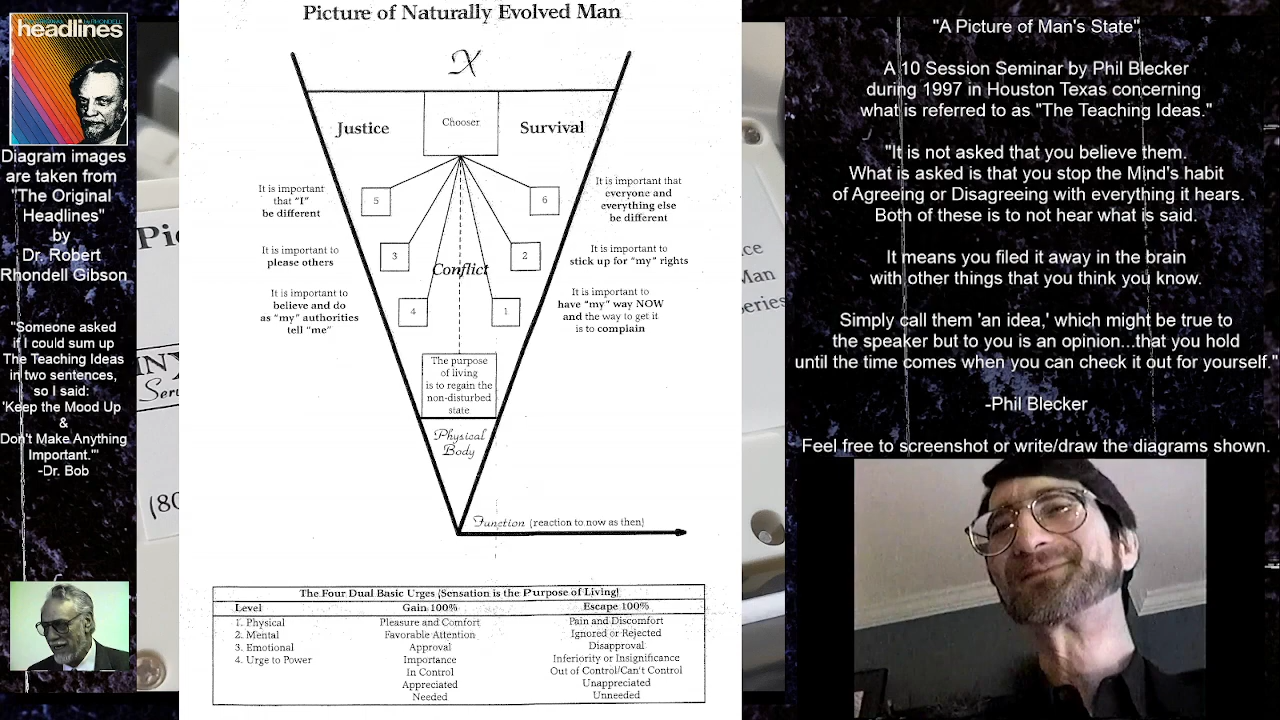 headlines
Diagram images
are taken from
"The Original
Headlines"
by
Dr. Robert
Rhondell Gibson
"Someone asked
if I could sum up
The Teaching Ideas
in two sentences,
so I said:
'Keep the Mood Up
&
Don't Make Anything
Important.'"
-Dr. Bob
Picture of Naturally Evolved Man
X
Justice
Chooser
Survival
It is important
that "I"
be different
5
6
It is important that
everyone and
everything else
be different
It is important to
please others
3
2
It is important to
stick up for "my" rights
Conflict
It is important to
believe and do
as "my" authorities
tell "me"
4
1
It is important to
have "my" way NOW
and the way to get it
is to complain
The purpose
of living
is to regain the
non-disturbed
state
Physical
Body
Function (reaction to now as then)
The Four Dual Basic Urges (Sensation is the Purpose of Living)
Level Gain 100% Escape 100%
1. Physical Pleasure and Comfort Pain and Discomfort
2. Mental Favorable Attention Ignored or Rejected
3. Emotional Approval Disapproval
4. Urge to Power Importance Inferiority or Insignificance
In Control Out of Control/Can't Control
Appreciated Unappreciated
Needed Unneeded
Man
"A Picture of Man's State"
A 10 Session Seminar by Phil Blecker
during 1997 in Houston Texas concerning
what is referred to as "The Teaching Ideas."
"It is not asked that you believe them.
What is asked is that you stop the Mind's habit
of Agreeing or Disagreeing with everything it hears.
Both of these is to not hear what is said.
It means you filed it away in the brain
with other things that you think you know.
Simply call them 'an idea,' which might be true to
the speaker but to you is an opinion...that you hold
until the time comes when you can check it out for yourself."
-Phil Blecker
Feel free to screenshot or write/draw the diagrams shown.